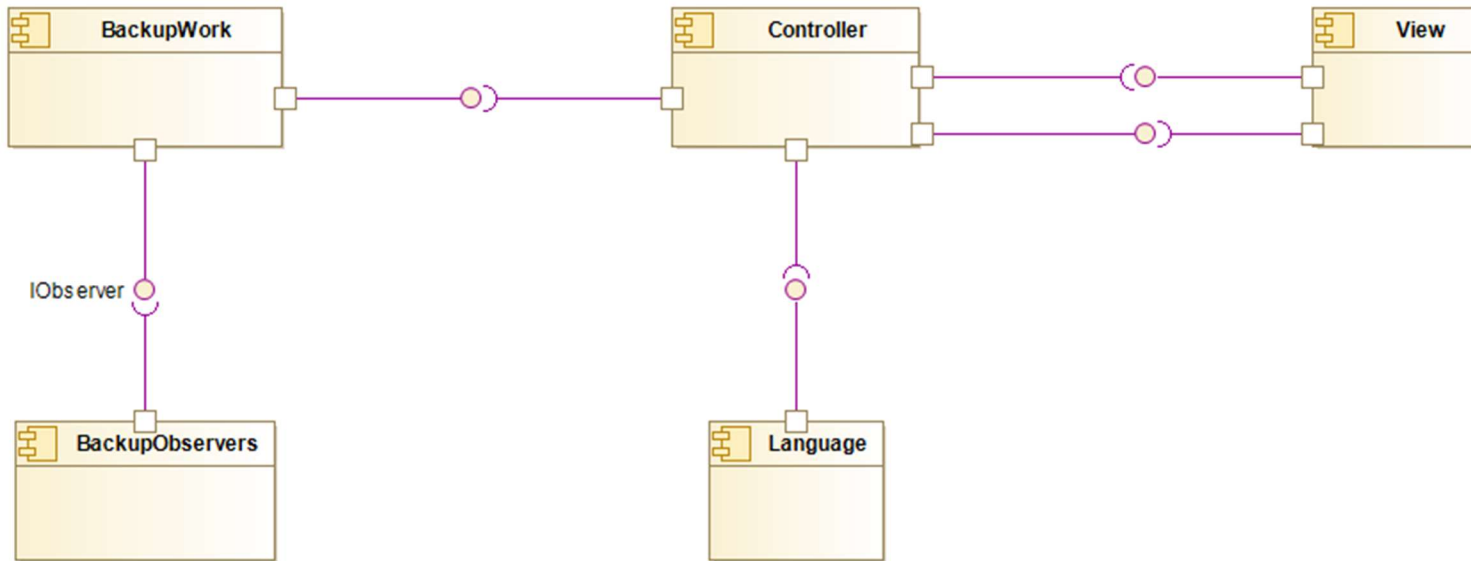 BackupWork
Controller
View
IObserver
BackupObservers
Language